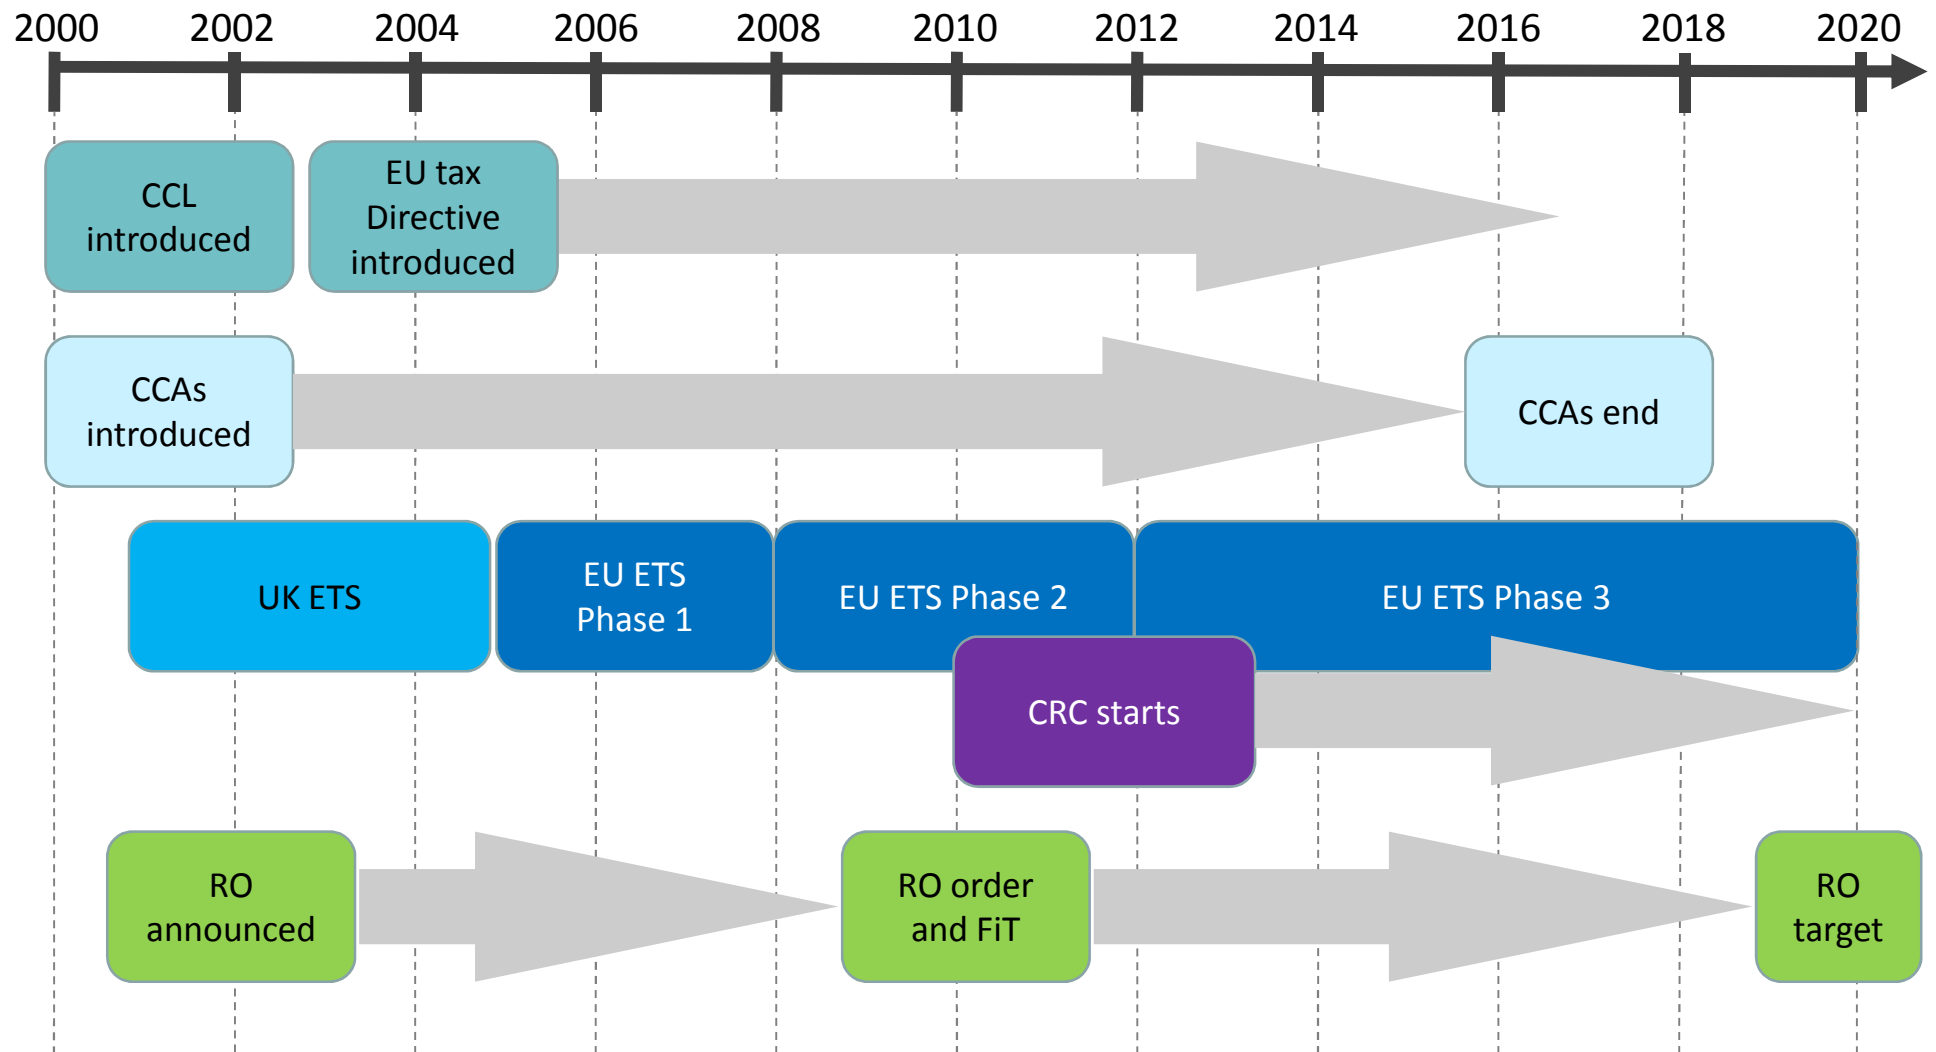 2000 2002 2004 2006 2008 2010 2012 2014 2016 2018 2020
CCL
introduced
EU tax
Directive
introduced
CCAs
introduced
CCAs end
UK ETS
EU ETS
Phase 1
EU ETS Phase 2
EU ETS Phase 3
CRC starts
RO
announced
RO order
and FiT
RO
target